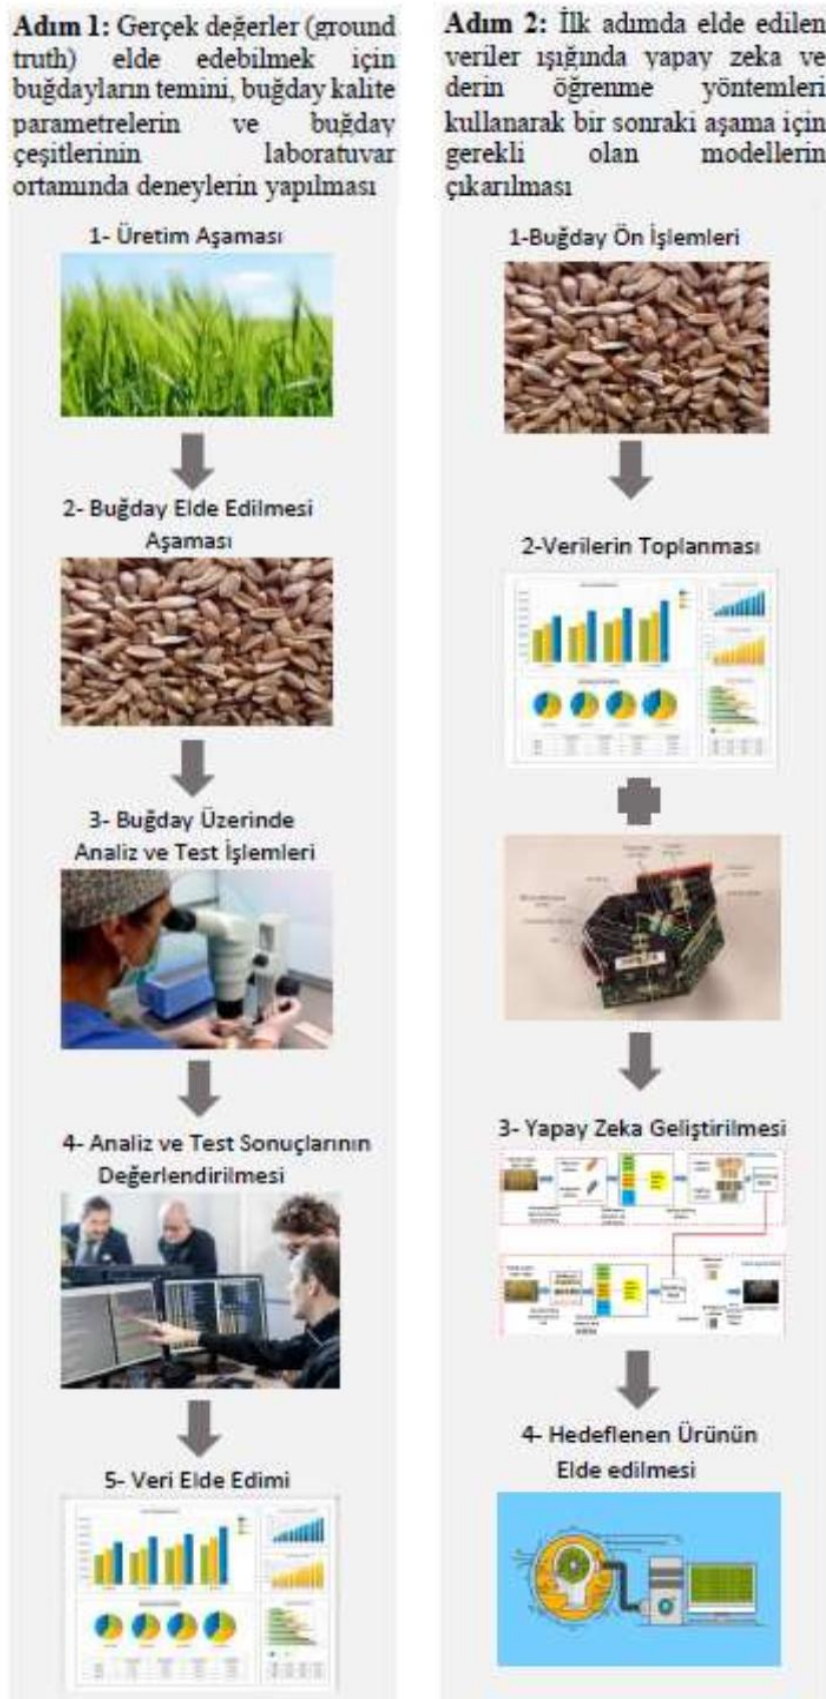 Adım 1: Gerçek değerler (ground
truth) elde edebilmek için
buğdayların temini, buğday kalite
parametrelerin ve buğday
çeşitlerinin laboratuvar
ortamında deneylerin yapılması
1- Üretim Aşaması
2- Buğday Elde Edilmesi
Aşaması
3- Buğday Üzerinde
Analiz ve Test İşlemleri
4- Analiz ve Test Sonuçlarının
Değerlendirilmesi
5- Veri Elde Edimi
Adım 2: İlk adımda elde edilen
veriler ışığında yapay zeka ve
derin öğrenme yöntemleri
kullanarak bir sonraki aşama için
gerekli olan modellerin
çıkarılması
1-Buğday Ön İşlemleri
2-Verilerin Toplanması
3- Yapay Zeka Geliştirilmesi
4- Hedeflenen Ürünün
Elde edilmesi